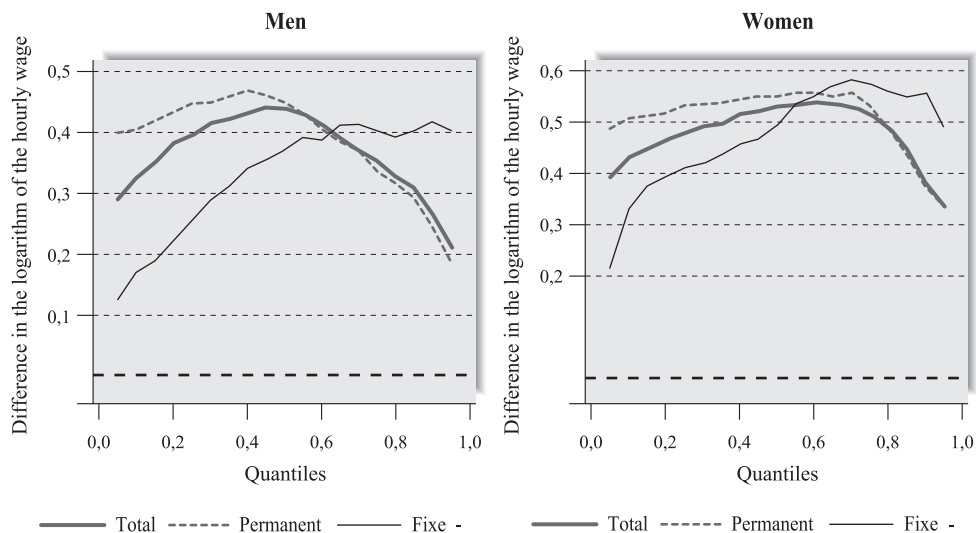 Men
Difference in the logarithm of the hourly wage
0,5
0,4
0,3
0,2
0,1
0,0 0,2 0,4 0,6 0,8 1,0
Quantiles
Total Permanent Fixe -
Women
Difference in the logarithm of the hourly wage
0,6
0,5
0,4
0,3
0,2
0,0 0,2 0,4 0,6 0,8 1,0
Quantiles
Total Permanent Fixe -